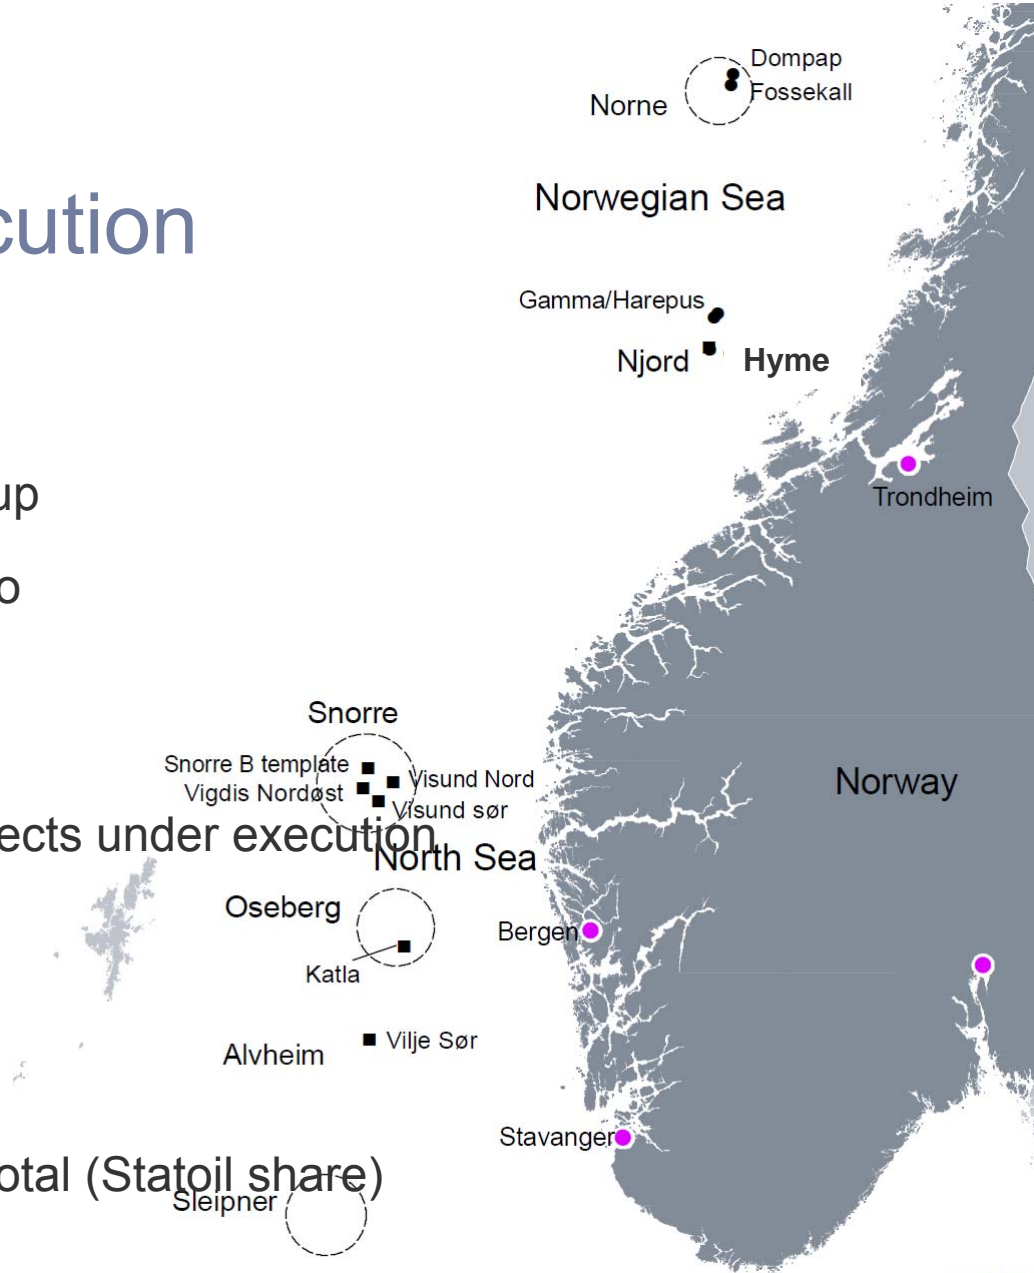 Dompap
Fossekall
Norne
Norwegian Sea
cution
Gamma/Harepus
Njord
Hyme
Trondheim
up
o
Snorre
Snorre B template
Visund Nord
Vigdis Nordøst
Visund sør
Norway
ects under execution
North Sea
Oseberg
Bergen
Katla
Vilje Sør
Alvheim
Stavanger
otal (Statoil share)
Sleipner